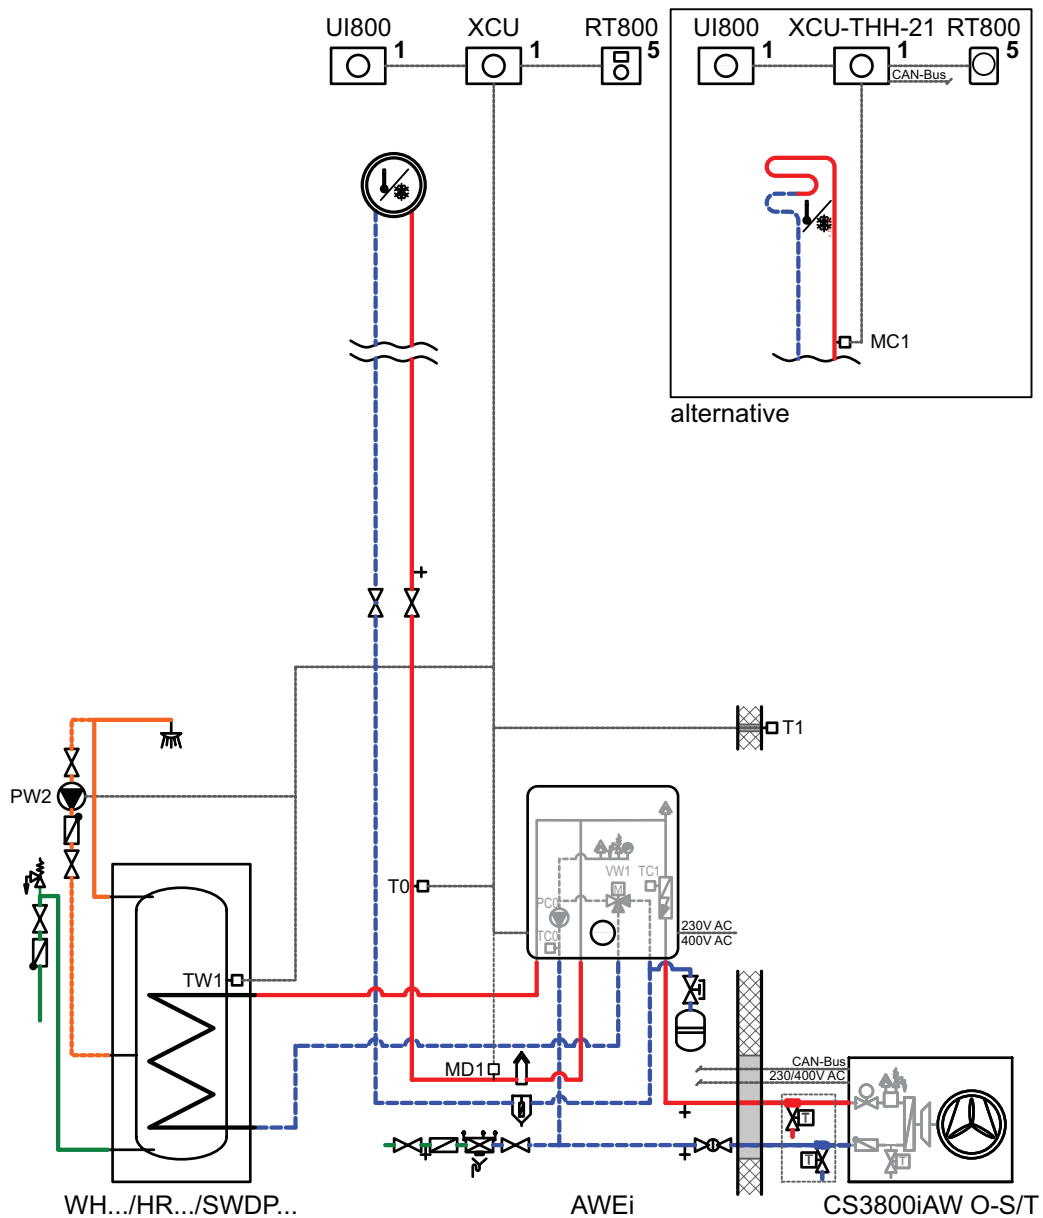 UI800 XCU RT800
1 1 5
UI800 XCU-THH-21 RT800
1 1 5
CAN-Bus
MC1
alternative
T1
PW2
VW1 TC1
M
T0
PC0
TC0
230V AC
400V AC
TW1
MD1
CAN-Bus
230/400V AC
T
T
T
WH.../HR.../SWDP...
AWEi
CS3800iAW O-S/T